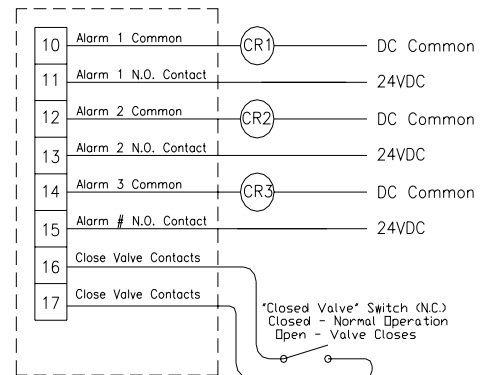 10 Alarm 1 Common CR1 DC Common
11 Alarm 1 N.O. Contact 24VDC
12 Alarm 2 Common CR2 DC Common
13 Alarm 2 N.O. Contact 24VDC
14 Alarm 3 Common CR3 DC Common
15 Alarm # N.O. Contact 24VDC
16 Close Valve Contacts
17 Close Valve Contacts
"Closed Valve" Switch (N.C.)
Closed - Normal Operation
Open - Valve Closes